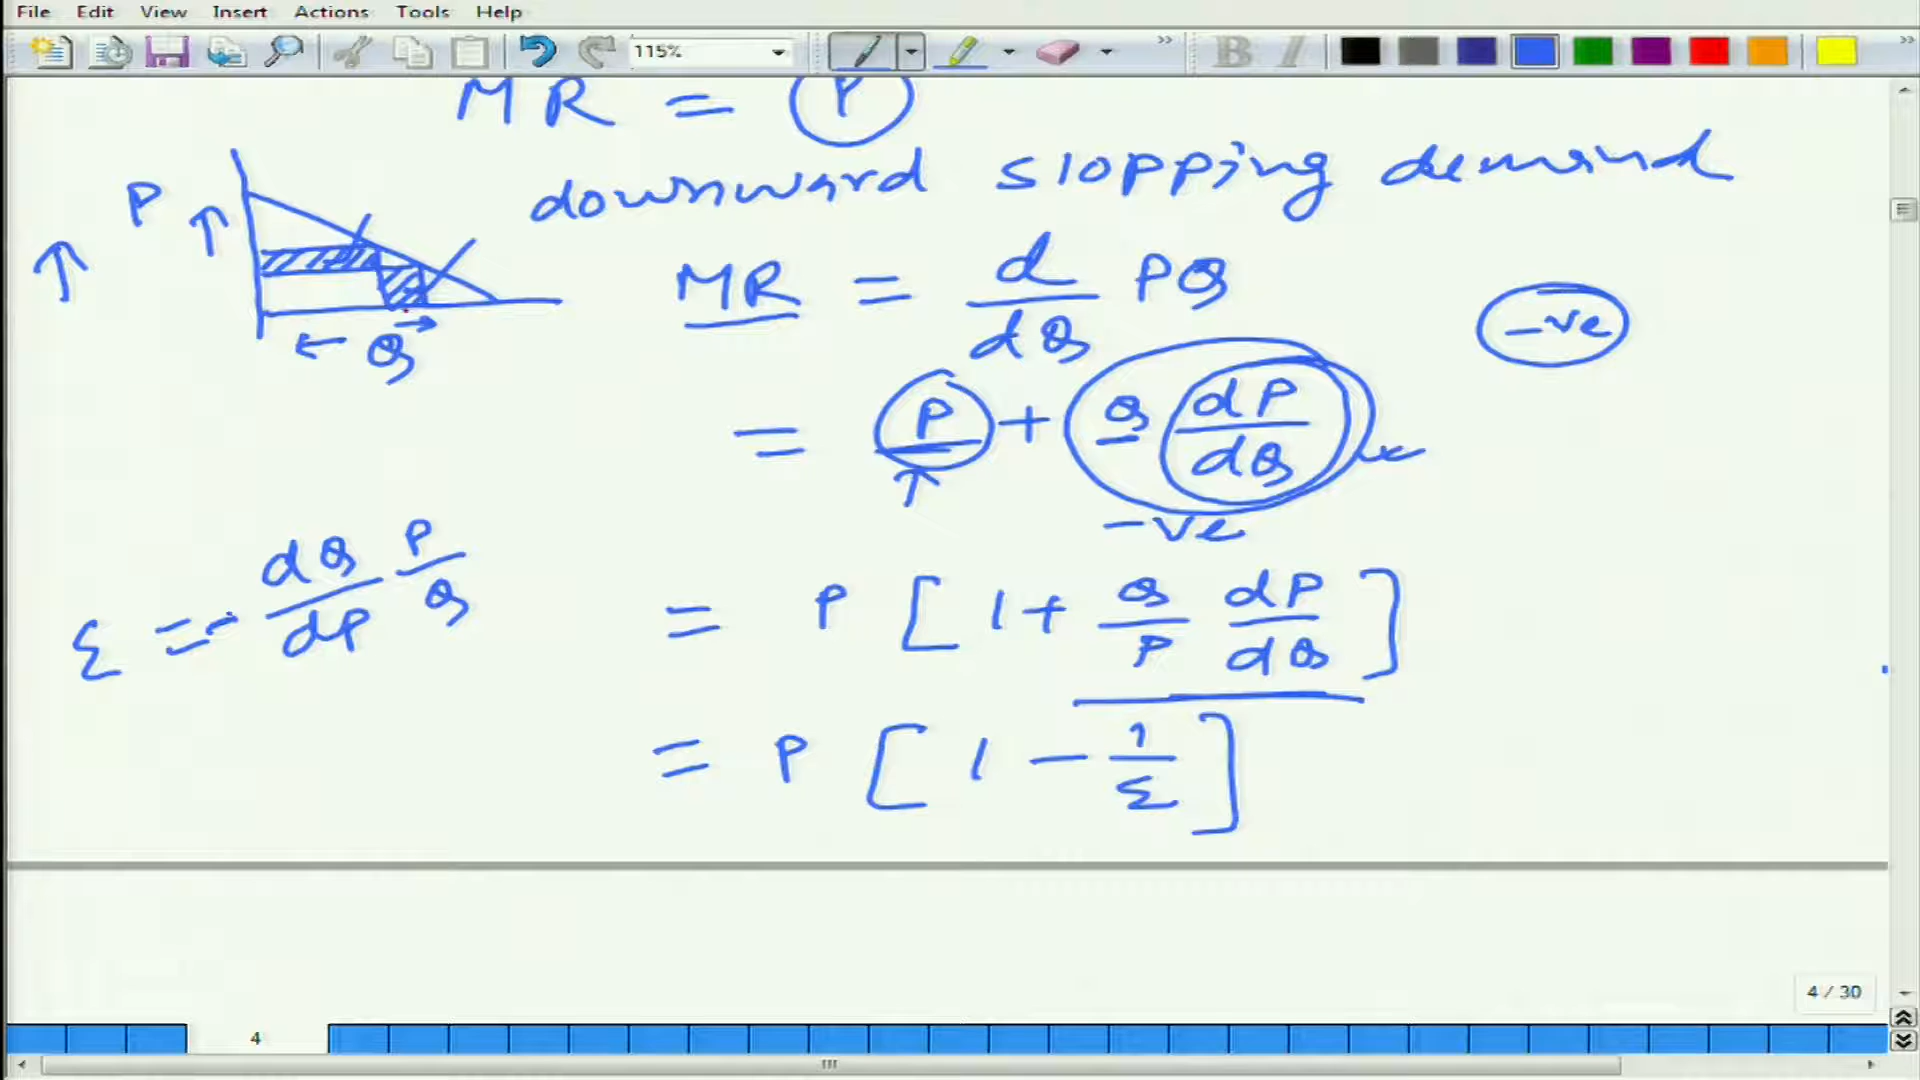 File Edit View Insert Actions Tools Help
115%
B I
MR = P
downward slopping demand
P
Q
MR = d/dQ PQ
-ve
= P + Q dP/dQ
-ve
Σ = - dQ/dP P/Q
= P [ 1 + Q/P dP/dQ ]
= P [ 1 - 1/Σ ]
4 / 30
4